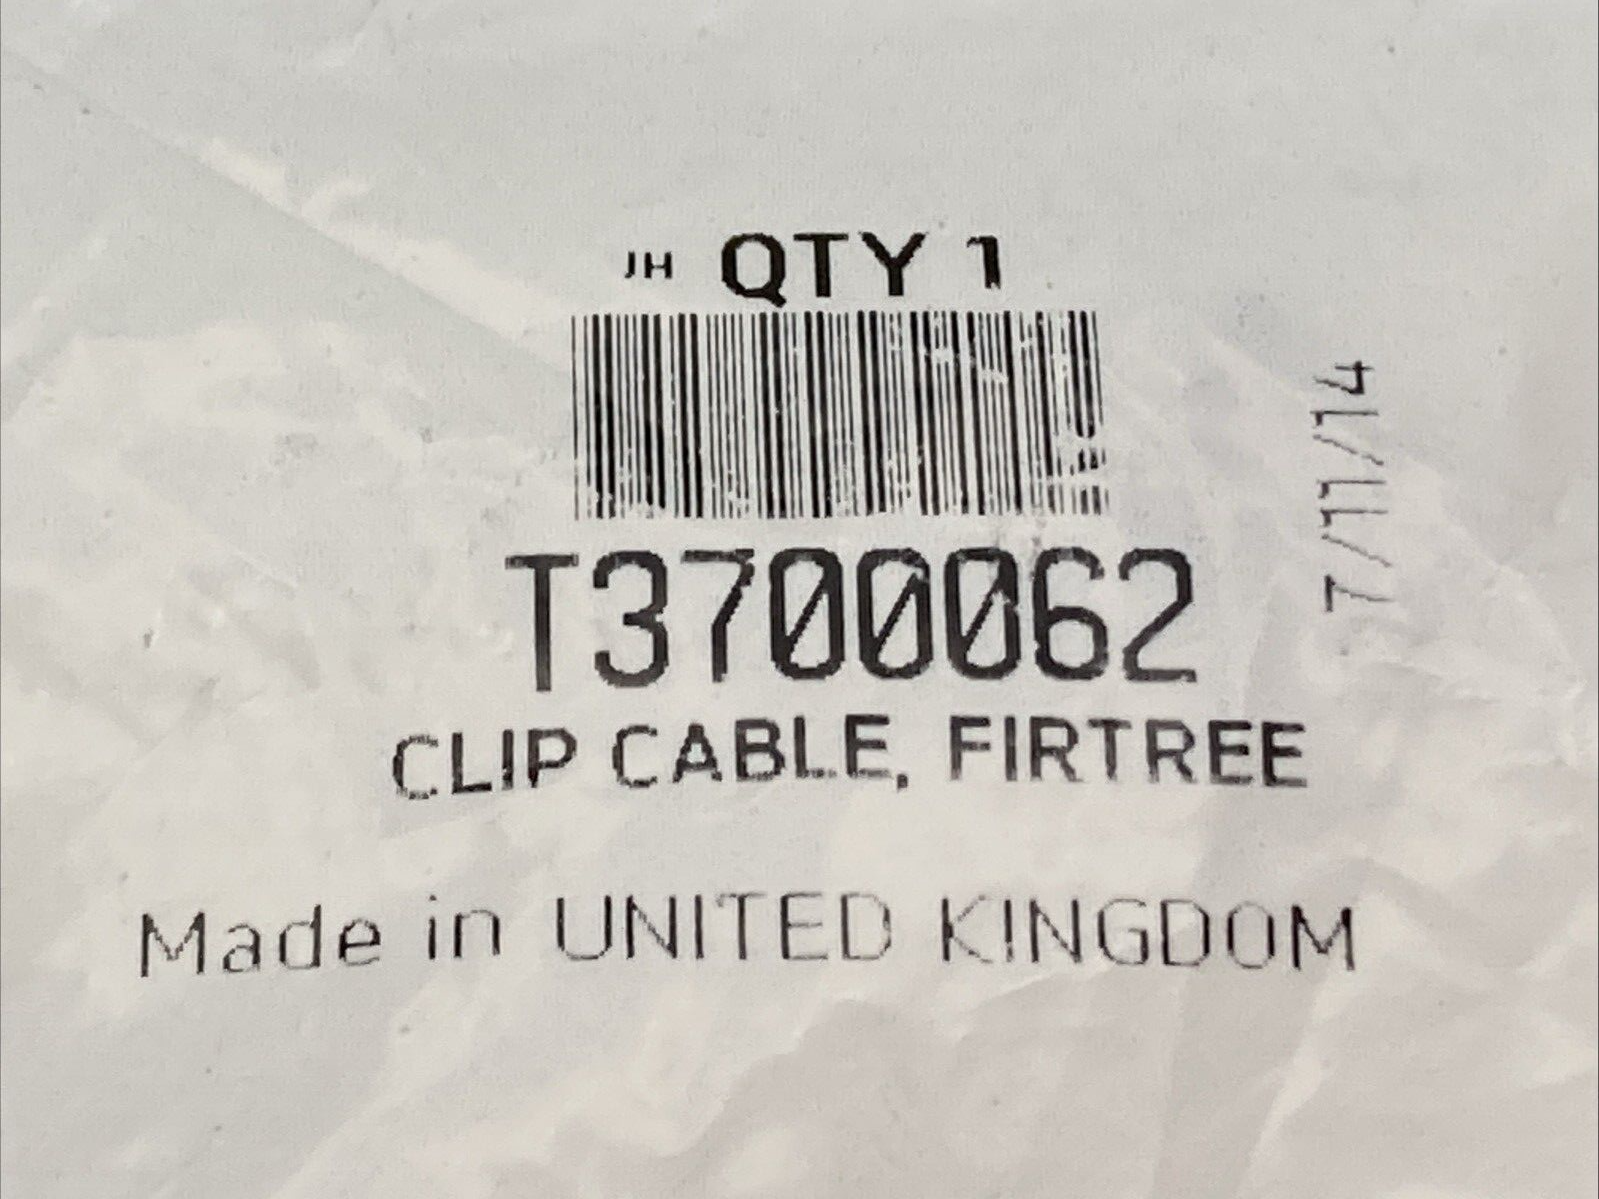 JH QTY 1
T3700062
7/11/14
CLIP CABLE, FIRTREE
Made in UNITED KINGDOM